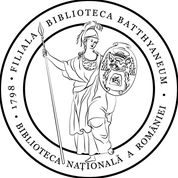 1798 · FILIALA BIBLIOTECA BATTHYANEUM ·
BIBLIOTECA NAȚIONALĂ A ROMÂNIEI